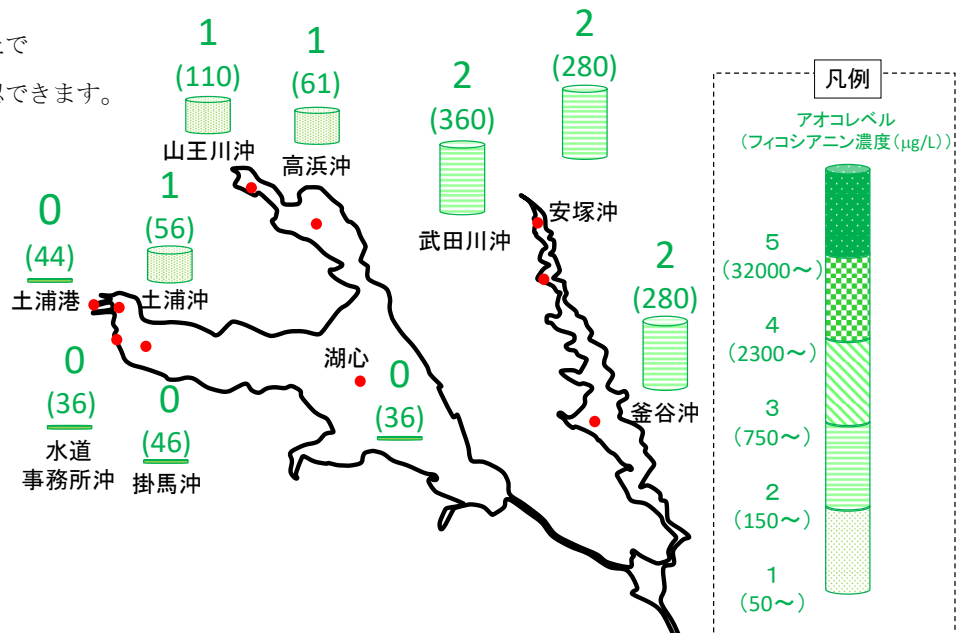 で
できます。
1
(110)
山王川沖
1
(61)
高浜沖
2
(360)
武田川沖
2
(280)
安塚沖
0
(44)
土浦港
1
(56)
土浦沖
2
(280)
釜谷沖
0
(36)
水道
事務所沖
0
(46)
掛馬沖
湖心
0
(36)
凡例
アオコレベル
(フィコシアニン濃度(μg/L))
5
(32000～)
4
(2300～)
3
(750～)
2
(150～)
1
(50～)